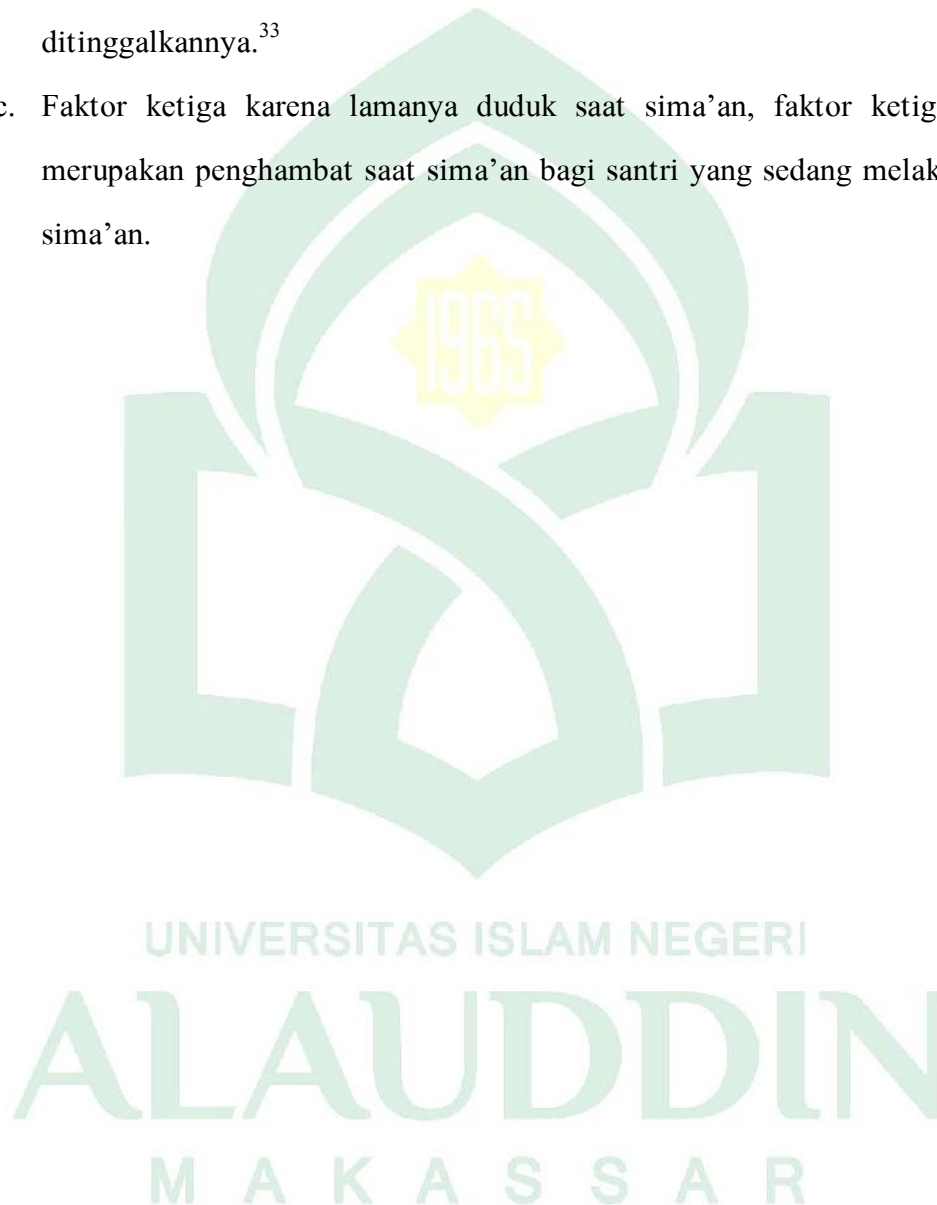 ditinggalkannya.³³
c. Faktor ketiga karena lamanya duduk saat sima’an, faktor ketig
merupakan penghambat saat sima’an bagi santri yang sedang melak
sima’an.
1965
UNIVERSITAS ISLAM NEGERI
ALAUDDIN
MAKASSAR